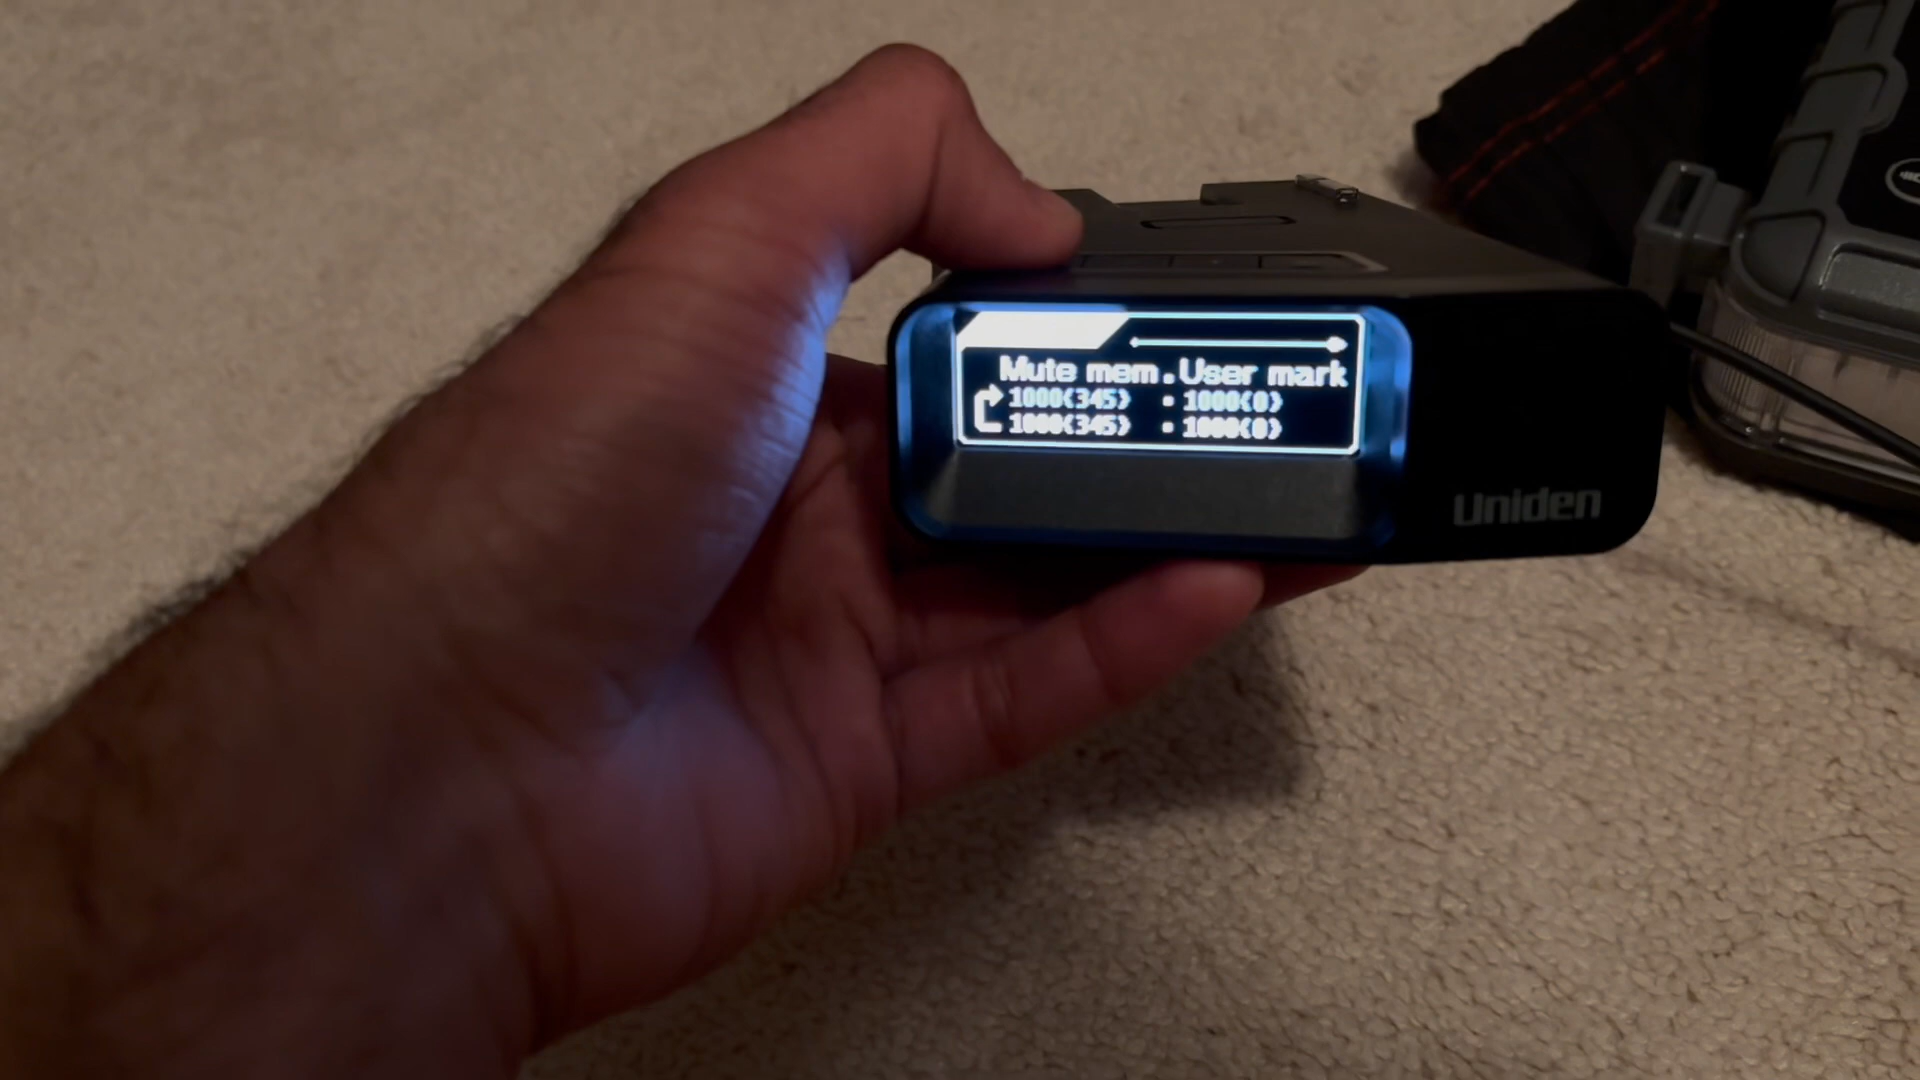 Mute mem. User mark
1000(345) : 1000(0)
1000(345) : 1000(0)
Uniden